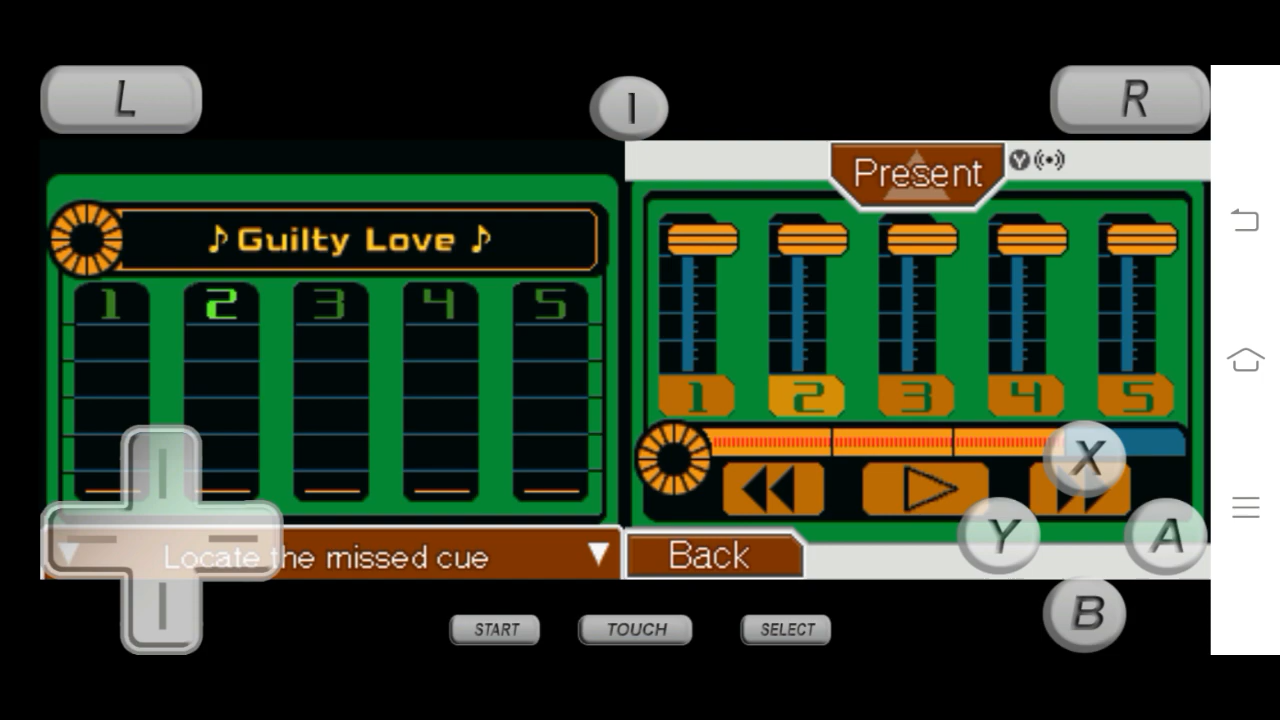 L
I
R
Present
Y
♪ Guilty Love ♪
1 2 3 4 5
1 2 3 4 5
X
Y
A
Locate the missed cue
Back
B
START
TOUCH
SELECT